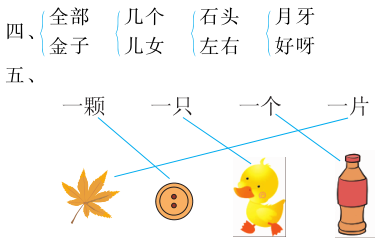 四、全部 几个 石头 月牙
金子 儿女 左右 好呀
五、
一颗 一只 一个 一片